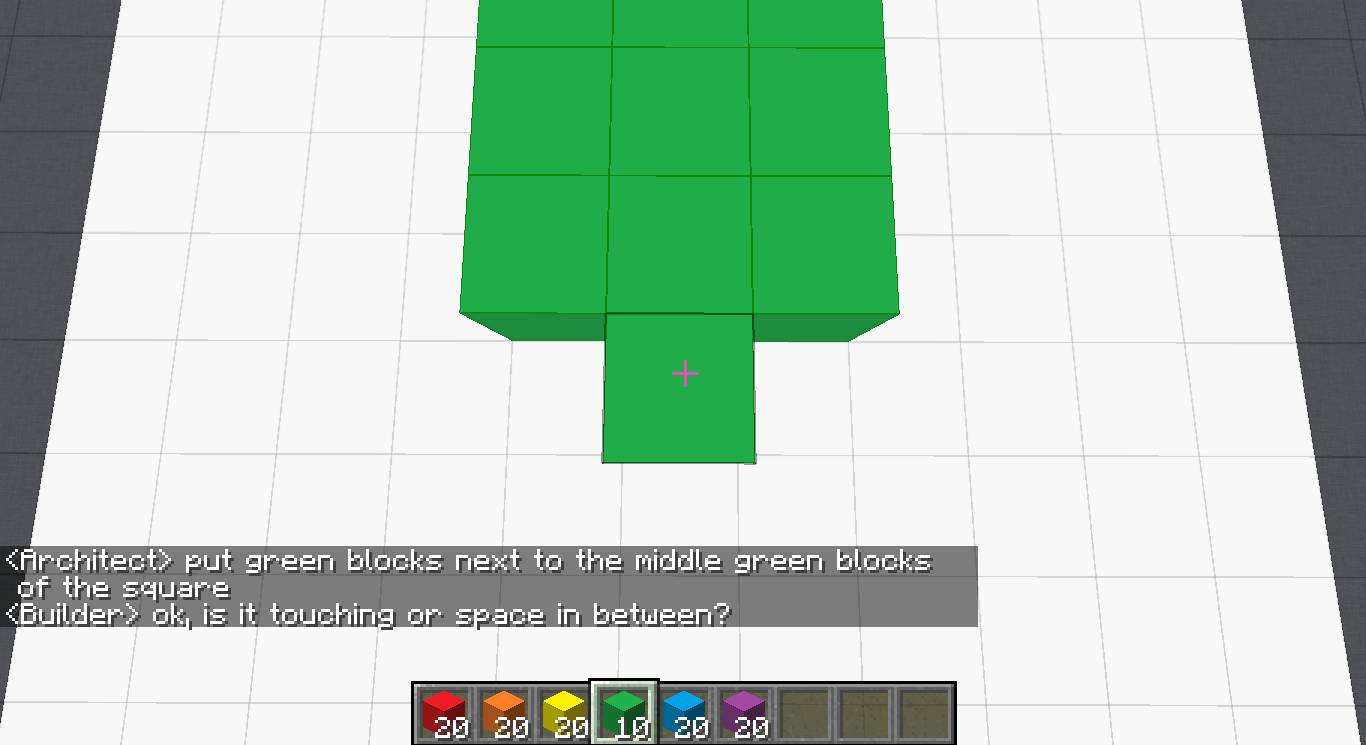 <Architect> put green blocks next to the middle green blocks
of the square
<Builder> ok, is it touching or space in between?
20 20 20 10 20 20